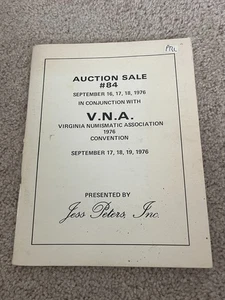 AUCTION SALE
#84
SEPTEMBER 16, 17, 18, 1976
IN CONJUNCTION WITH
V.N.A.
VIRGINIA NUMISMATIC ASSOCIATION
1976
CONVENTION
SEPTEMBER 17, 18, 19, 1976
PRESENTED BY
Jess Peters, Inc.